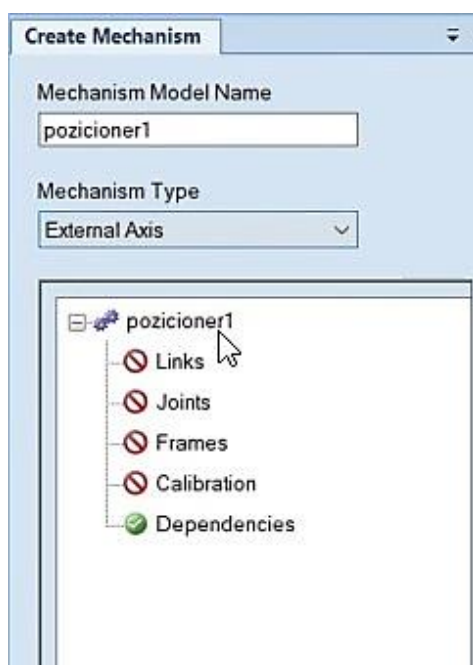 Create Mechanism
Mechanism Model Name
pozicioner1
Mechanism Type
External Axis
pozicioner1
Links
Joints
Frames
Calibration
Dependencies